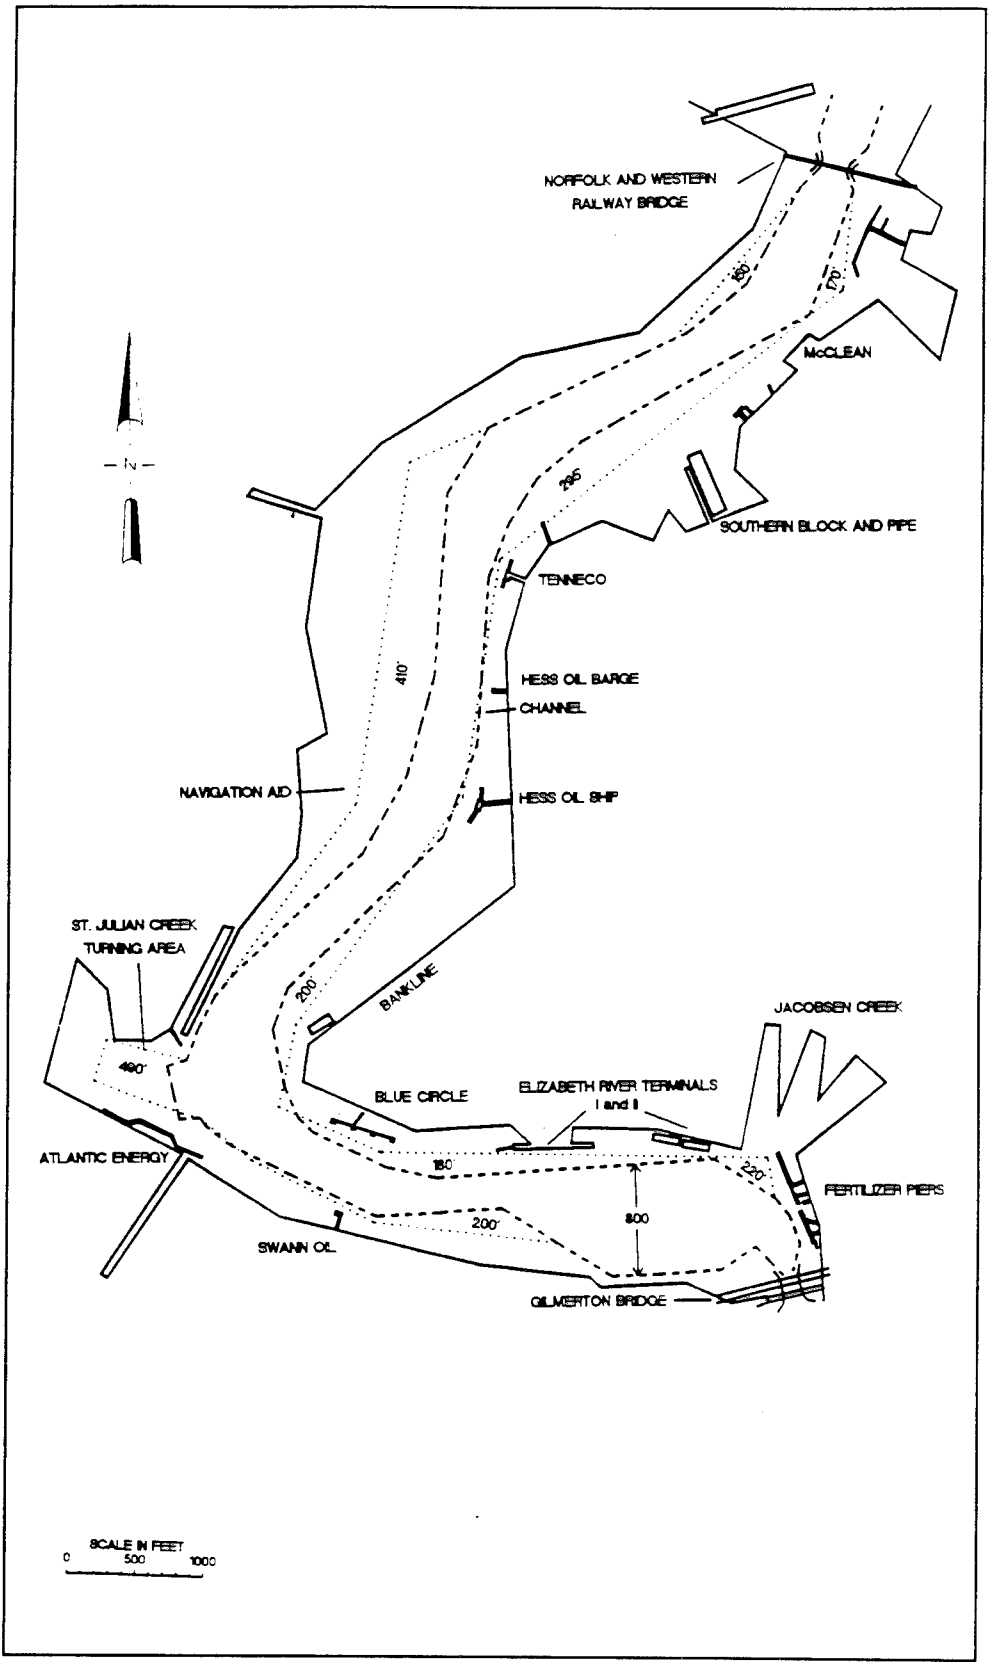 NORFOLK AND WESTERN
RAILWAY BRIDGE
150'
170'
McCLEAN
N
295'
SOUTHERN BLOCK AND PIPE
TENNECO
410'
HESS OIL BARGE
CHANNEL
NAVIGATION AID
HESS OIL SHIP
ST. JULIAN CREEK
TURNING AREA
200'
BANKLINE
JACOBSEN CREEK
490'
BLUE CIRCLE
ELIZABETH RIVER TERMINALS
I and II
ATLANTIC ENERGY
180'
220'
FERTILIZER PIERS
200'
800
SWANN OIL
GILMERTON BRIDGE
SCALE IN FEET
0 500 1000